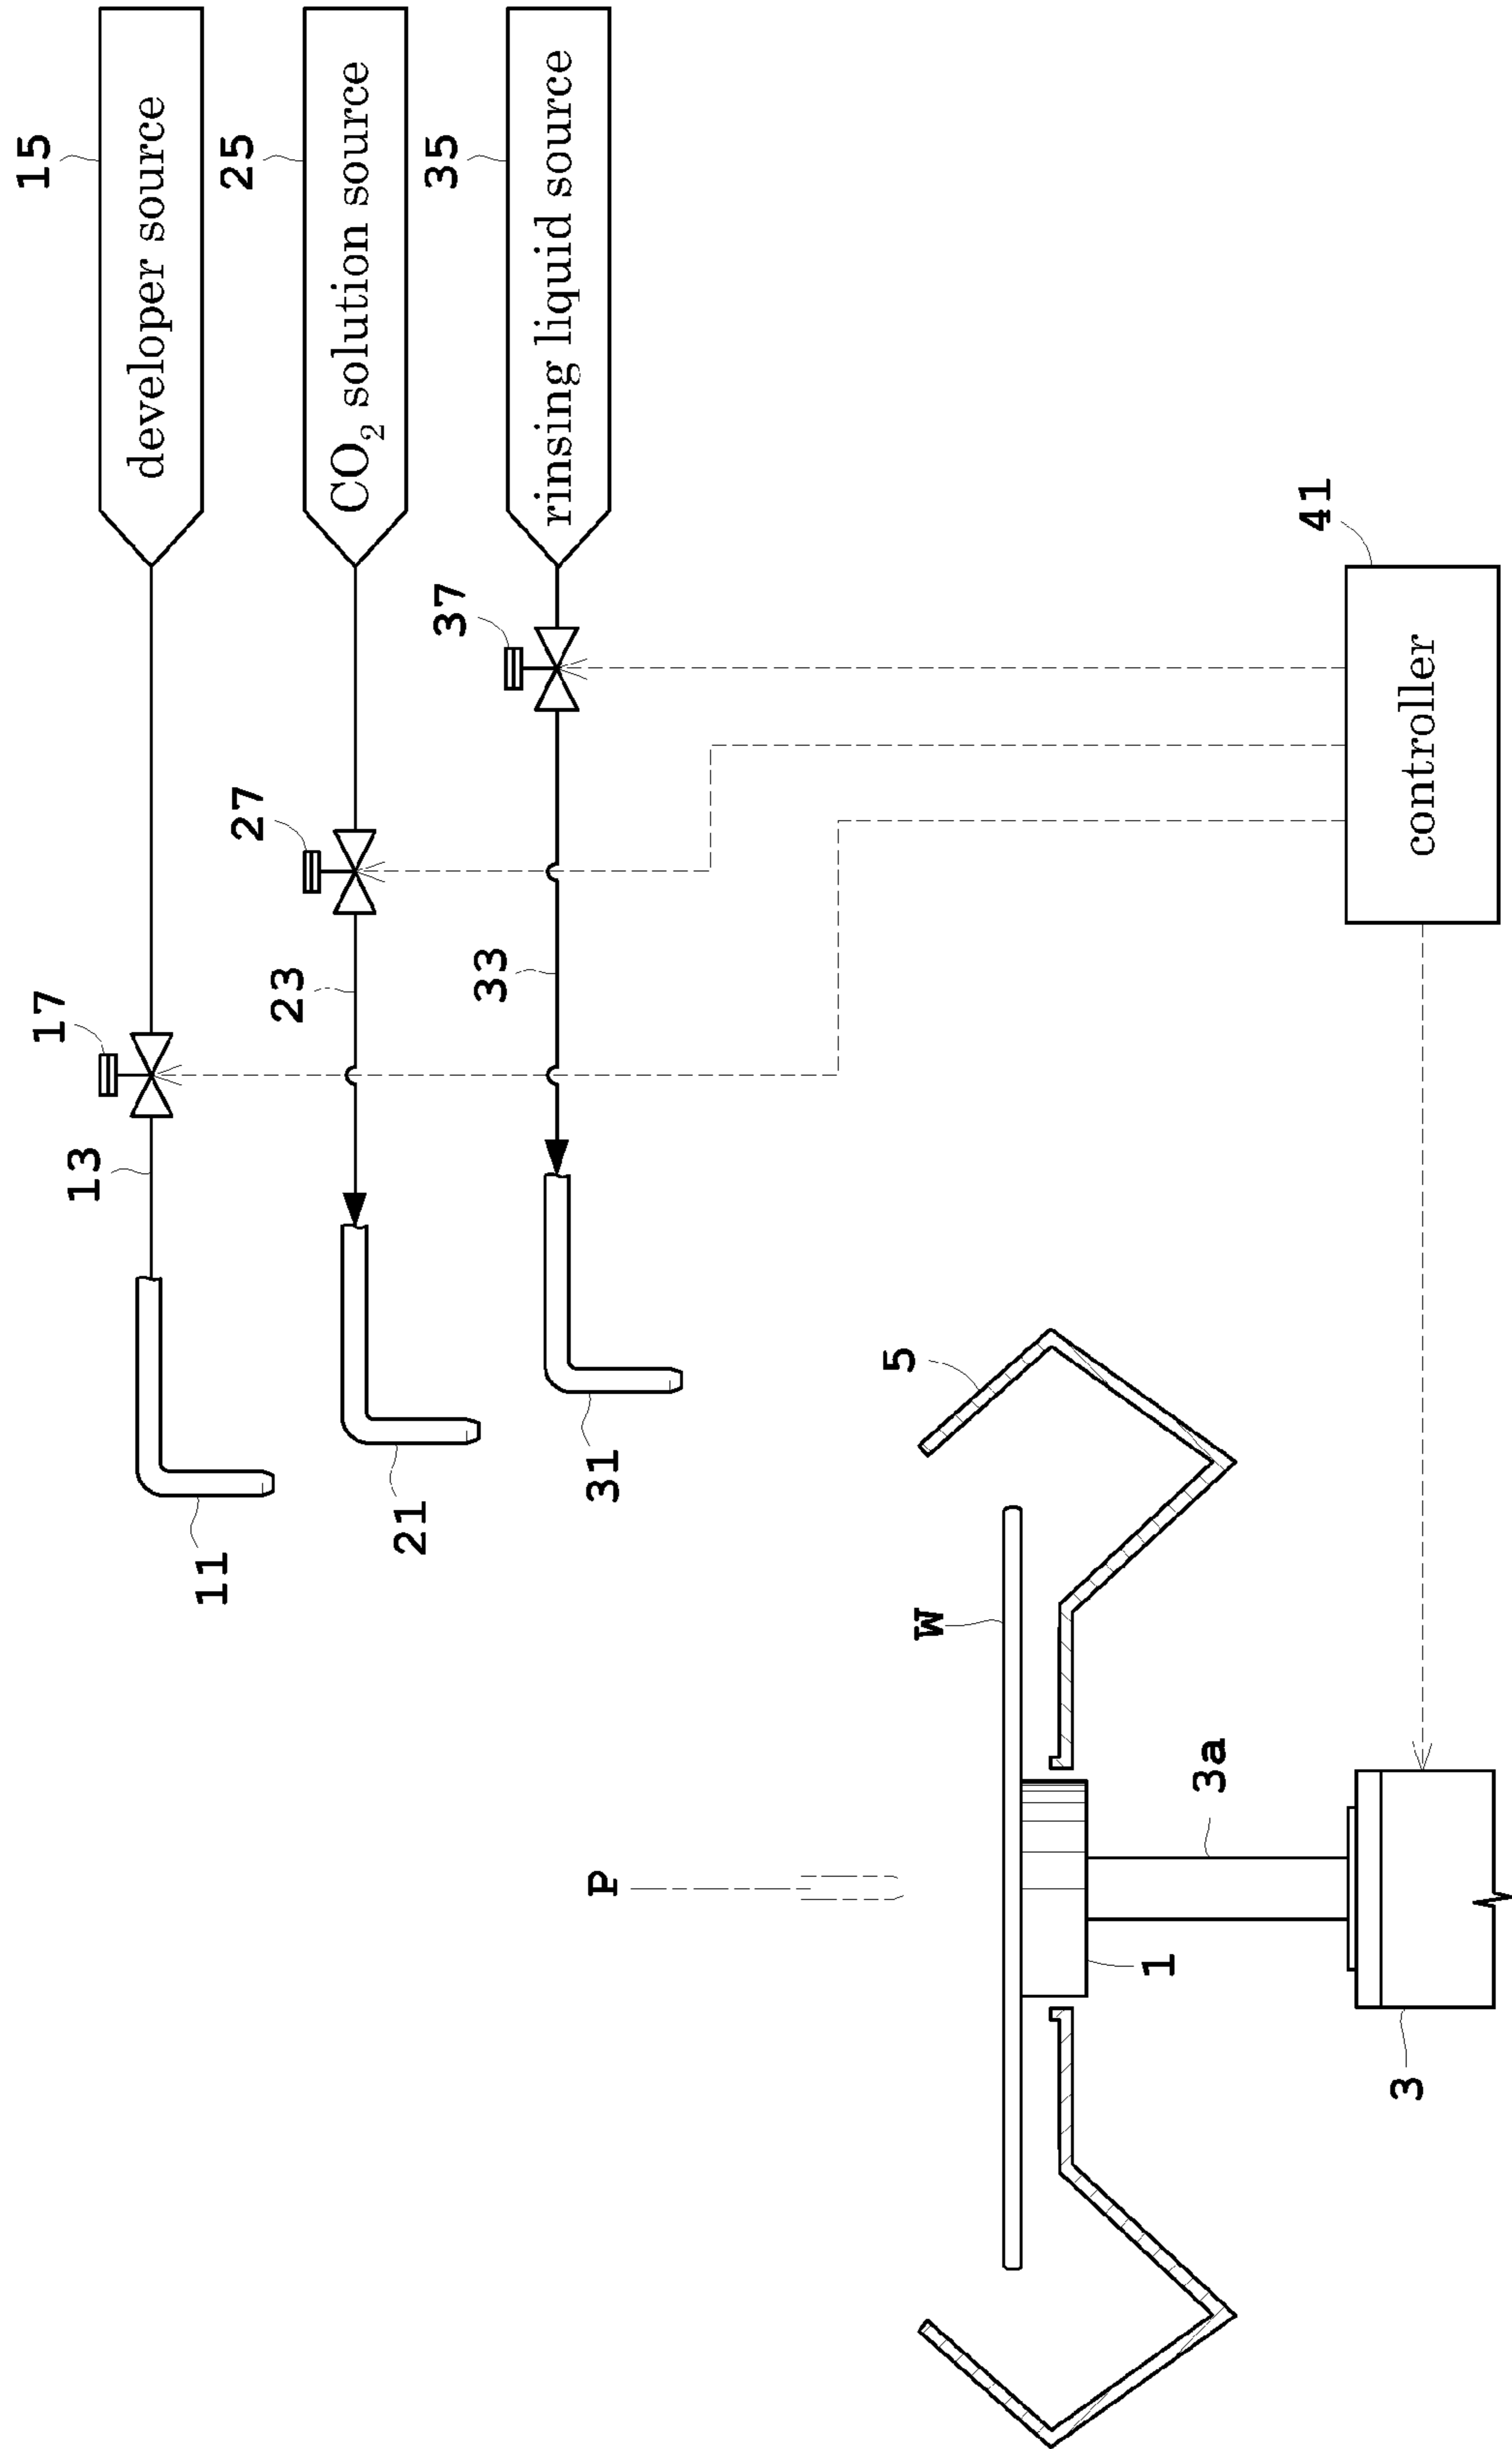 15
developer source
25
CO₂ solution source
35
rinsing liquid source
17
13
27
23
37
33
11
21
31
41
controller
P
W
5
1
3a
3